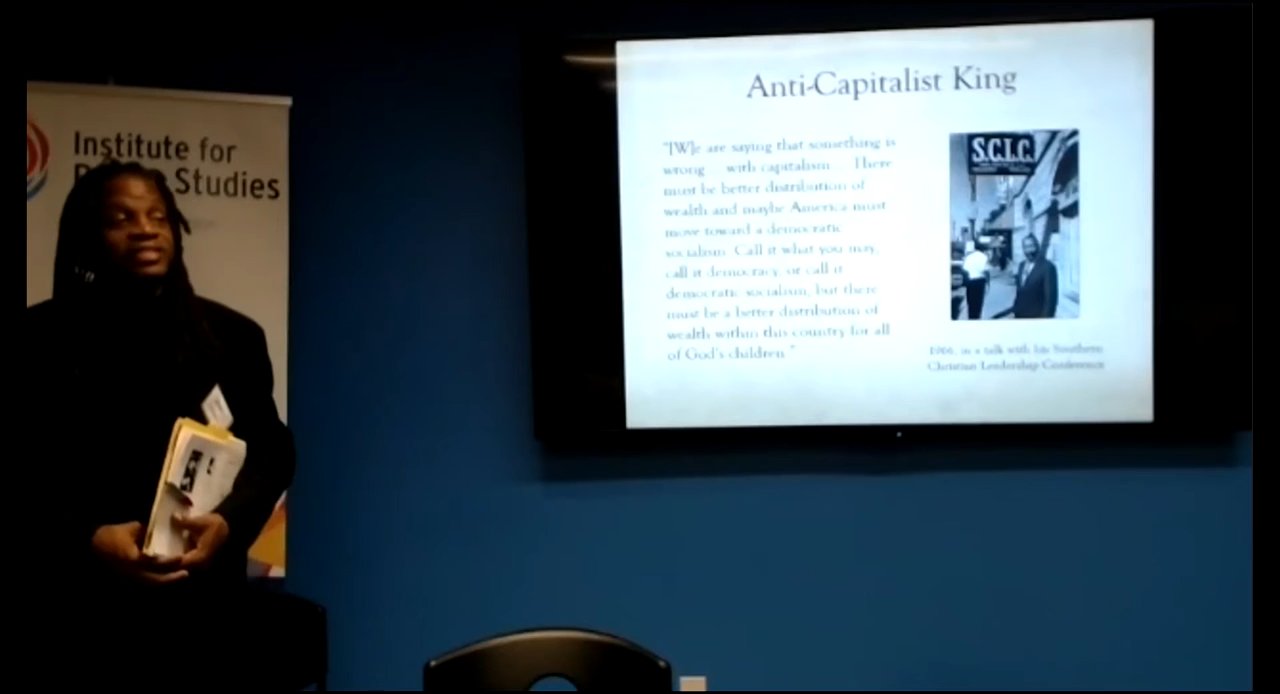 Institute for
Studies
Anti-Capitalist King
"[W]e are saying that something is
wrong ... with capitalism.... There
must be better distribution of
wealth and maybe America must
move toward a democratic
socialism. Call it what you may,
call it democracy, or call it
democratic socialism, but there
must be a better distribution of
wealth within this country for all
of God's children."
S.C.L.C.
1966, in a talk with his Southern
Christian Leadership Conference